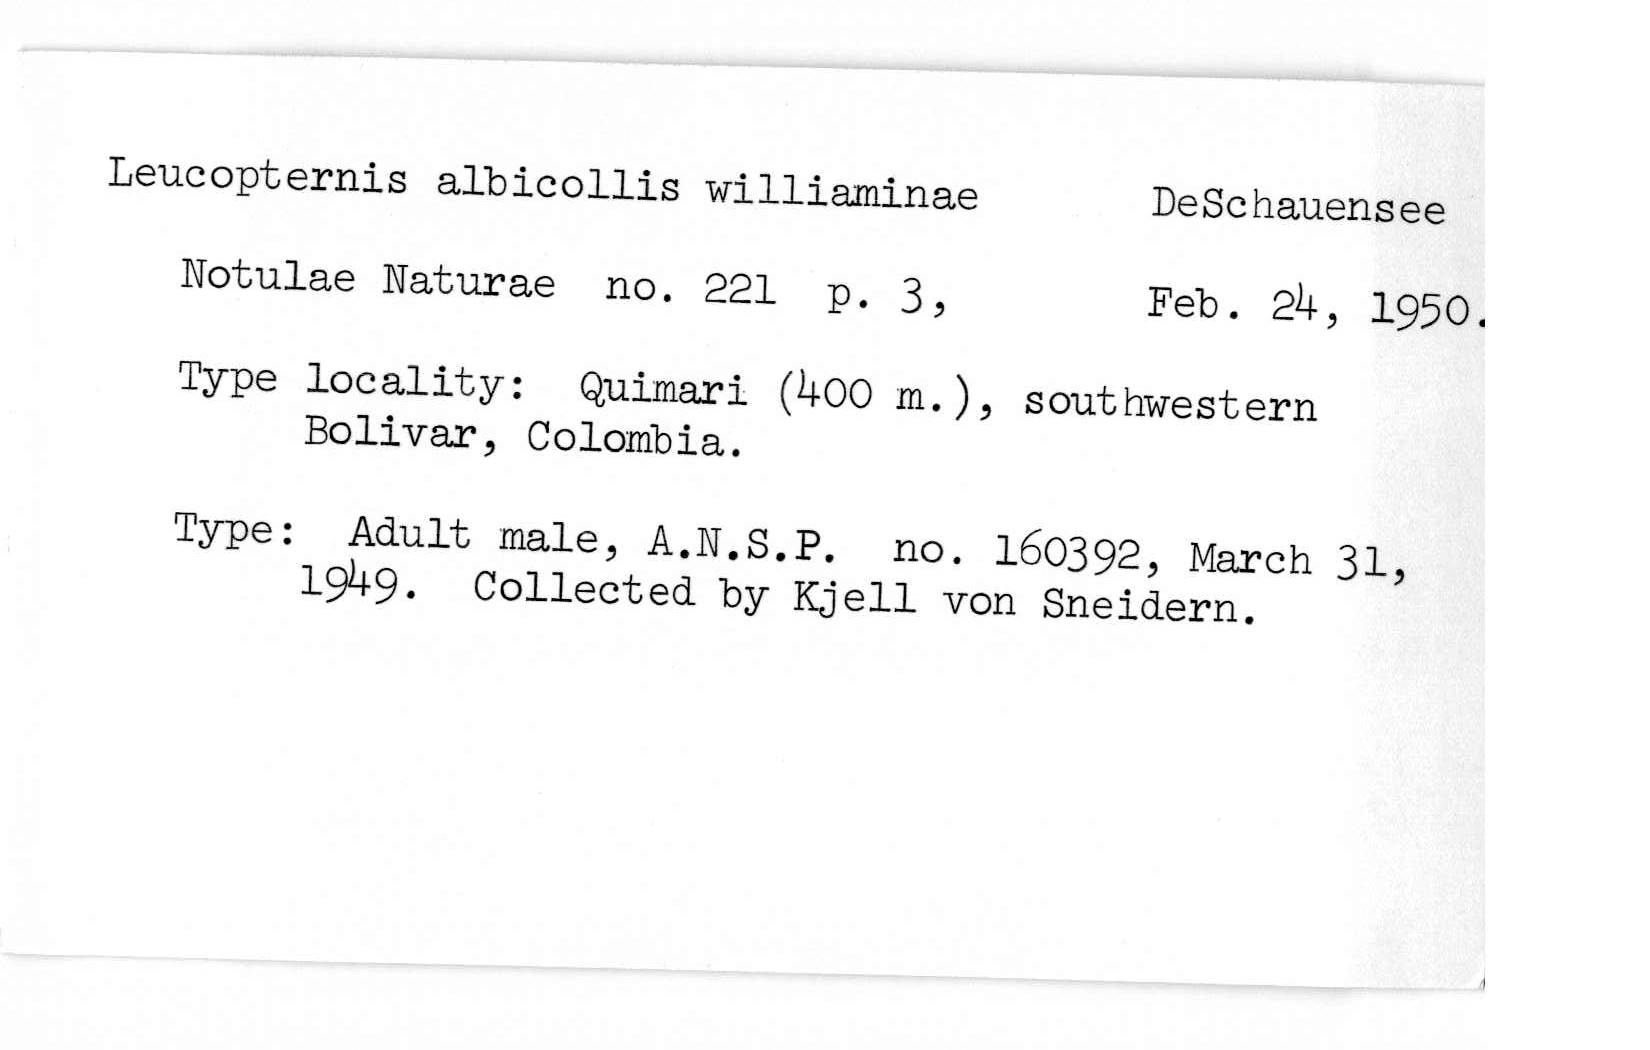 Leucopternis albicollis williaminae DeSchauensee
Notulae Naturae no. 221 p. 3, Feb. 24, 1950.
Type locality: Quimari (400 m.), southwestern
Bolivar, Colombia.
Type: Adult male, A.N.S.P. no. 160392, March 31,
1949. Collected by Kjell von Sneidern.